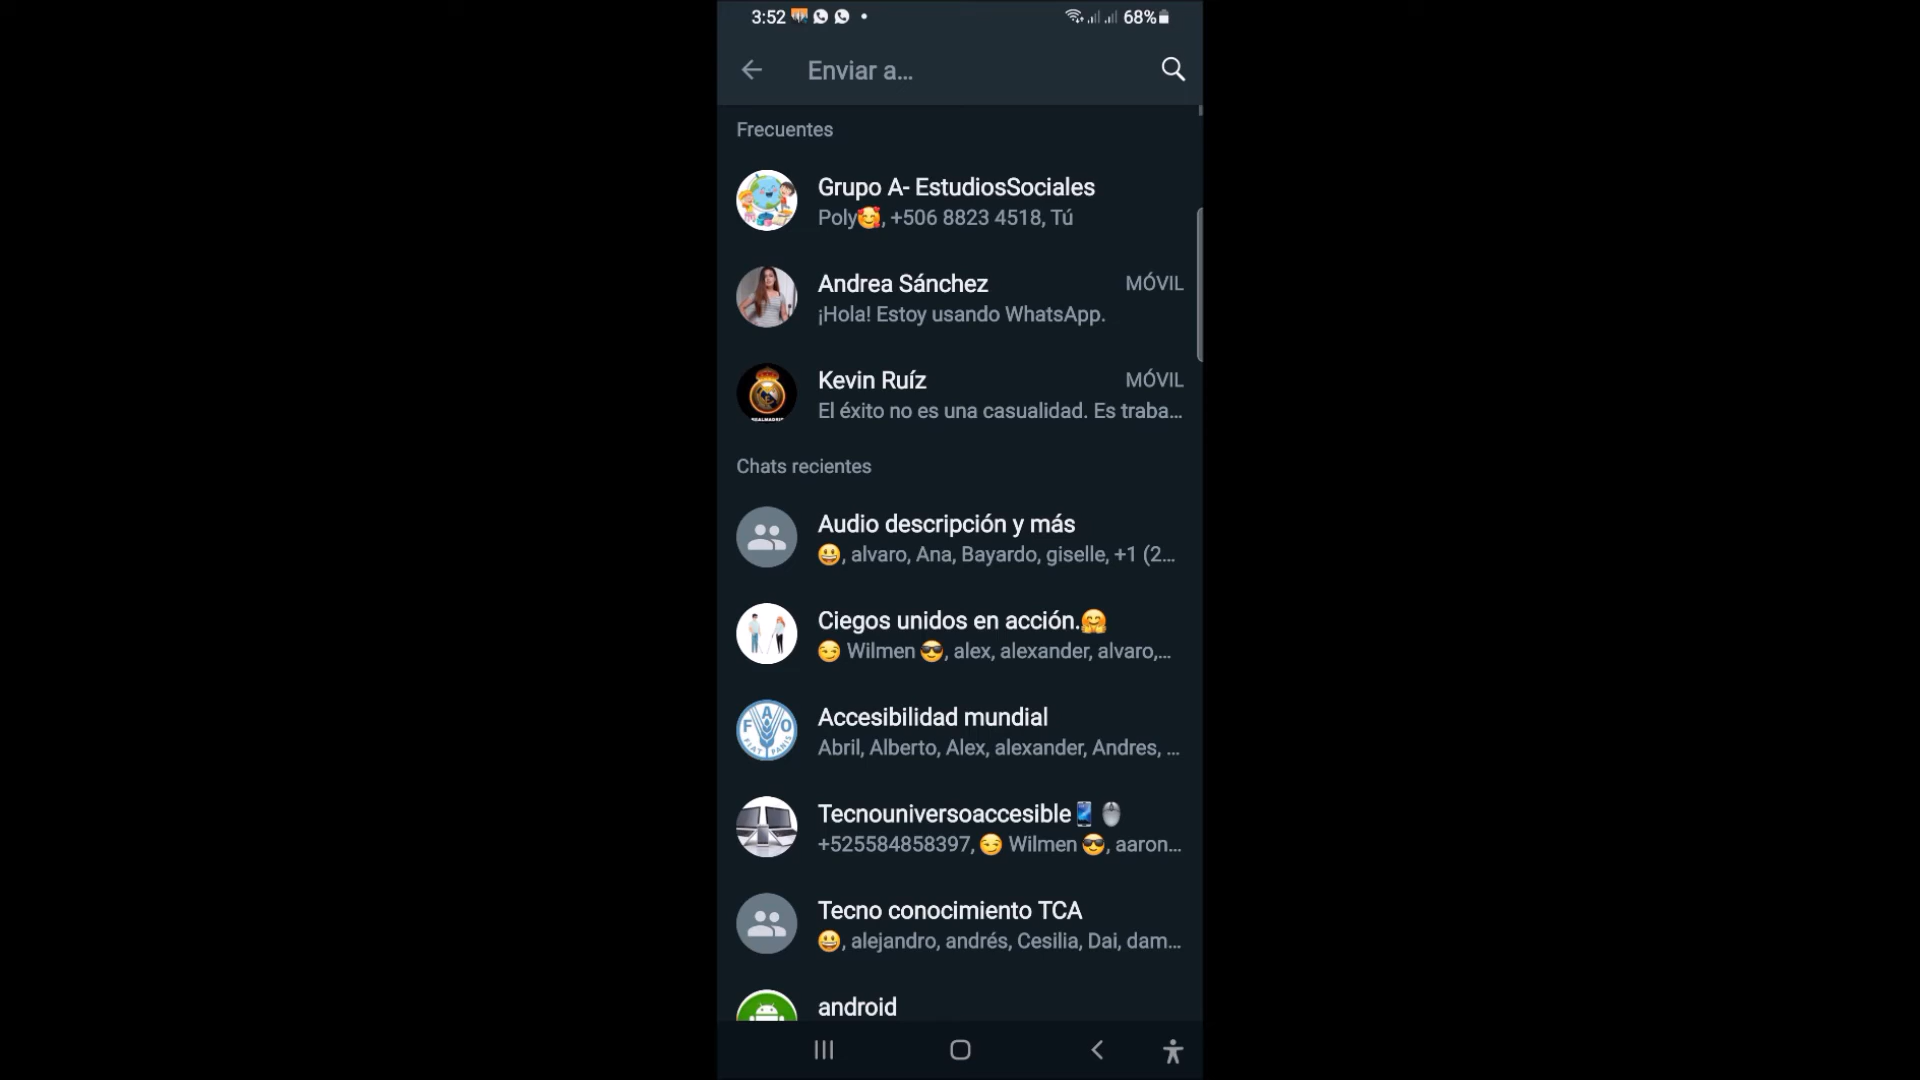 3:52 68%
Enviar a...
Frecuentes
Grupo A- EstudiosSociales
Poly🥰, +506 8823 4518, Tú
Andrea Sánchez MÓVIL
¡Hola! Estoy usando WhatsApp.
Kevin Ruíz MÓVIL
El éxito no es una casualidad. Es traba...
REALMADRID
Chats recientes
Audio descripción y más
😀, alvaro, Ana, Bayardo, giselle, +1 (2...
Ciegos unidos en acción.🤗
😏 Wilmen 😎, alex, alexander, alvaro,...
Accesibilidad mundial
Abril, Alberto, Alex, alexander, Andres, ...
F A O
FIAT PANIS
Tecnouniversoaccesible📱🖱
+525584858397, 😏 Wilmen 😎, aaron...
Tecno conocimiento TCA
😀, alejandro, andrés, Cesilia, Dai, dam...
android